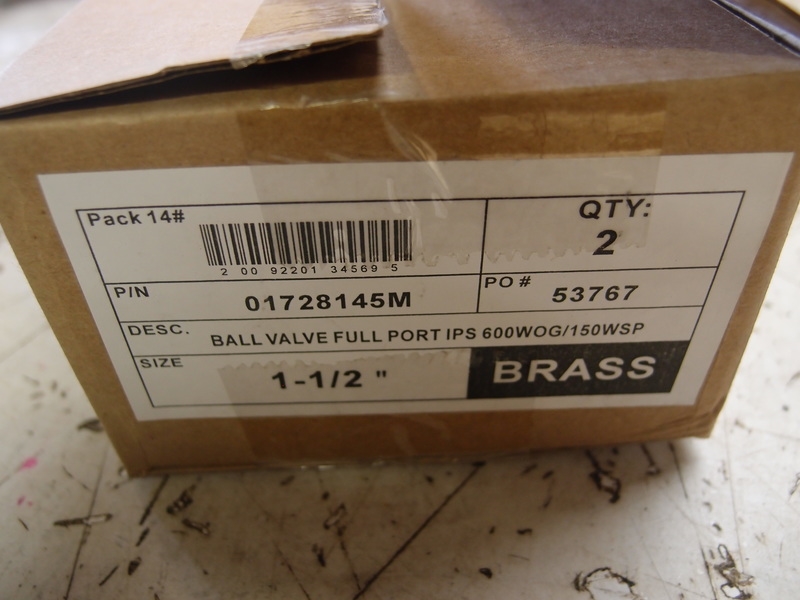 Pack 14#
QTY:
2
2 00 92201 34569 5
P/N
01728145M
PO #
53767
DESC.
BALL VALVE FULL PORT IPS 600WOG/150WSP
SIZE
1-1/2 "
BRASS